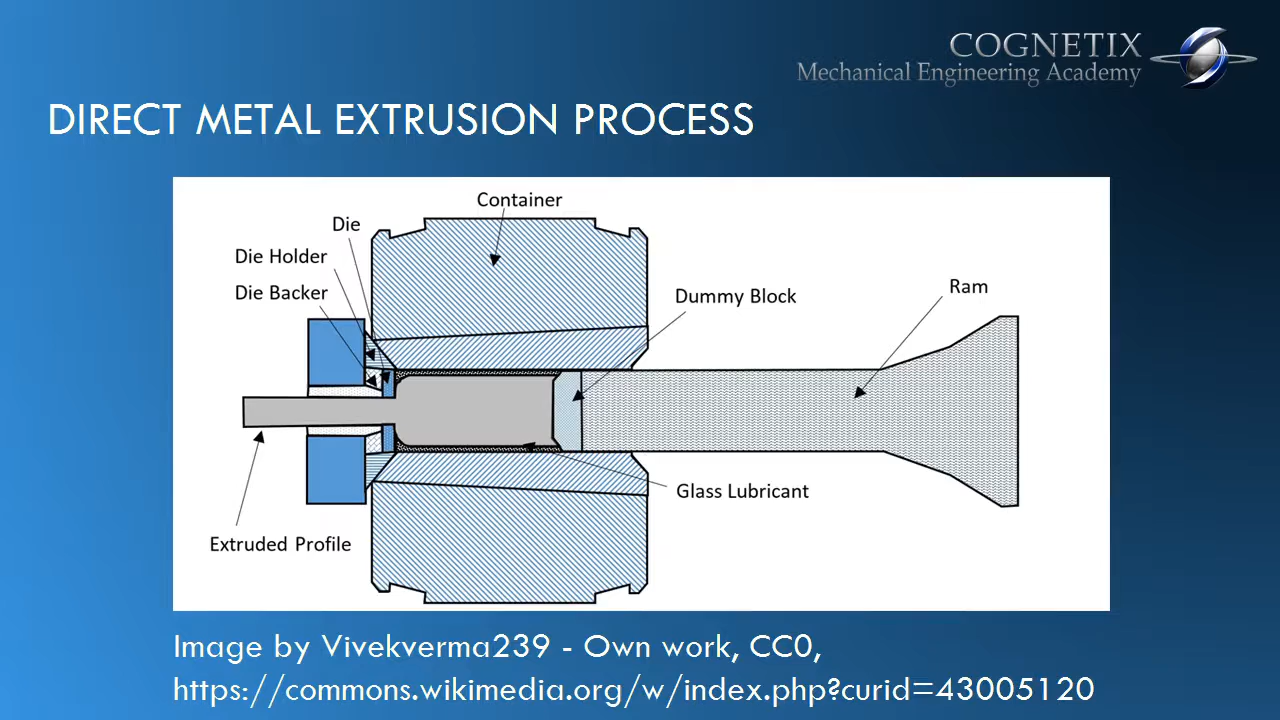 COGNETIX
Mechanical Engineering Academy
DIRECT METAL EXTRUSION PROCESS
Container
Die
Die Holder
Die Backer
Dummy Block
Ram
Glass Lubricant
Extruded Profile
Image by Vivekverma239 - Own work, CC0,
https://commons.wikimedia.org/w/index.php?curid=43005120